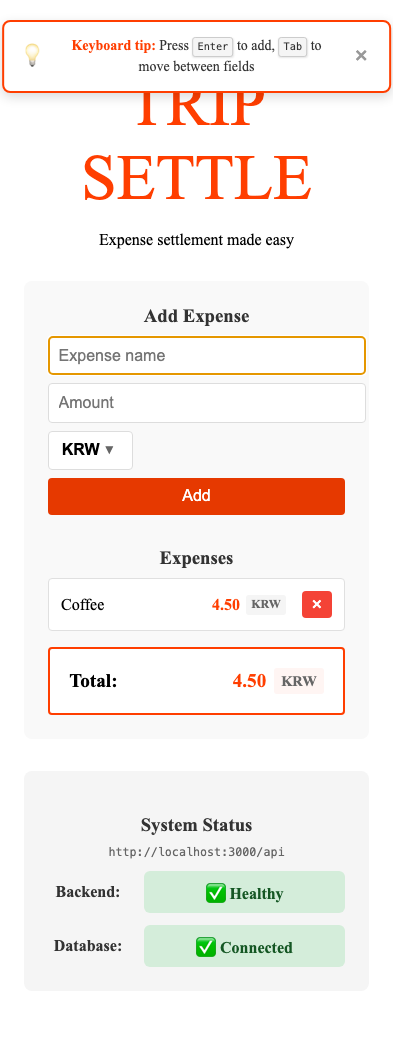 Keyboard tip: Press Enter to add, Tab to
move between fields
×
TRIP
SETTLE
Expense settlement made easy
Add Expense
Expense name
Amount
KRW ▼
Add
Expenses
Coffee 4.50 KRW ×
Total: 4.50 KRW
System Status
http://localhost:3000/api
Backend: ✅ Healthy
Database: ✅ Connected